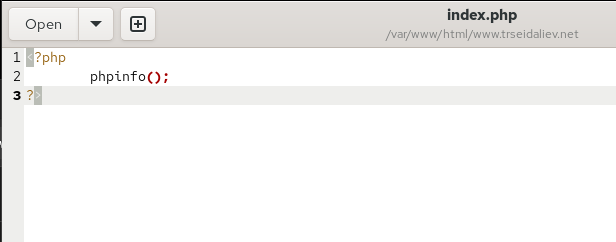 Open
index.php
/var/www/html/www.trseidaliev.net
1 <?php
2         phpinfo();
3 ?>